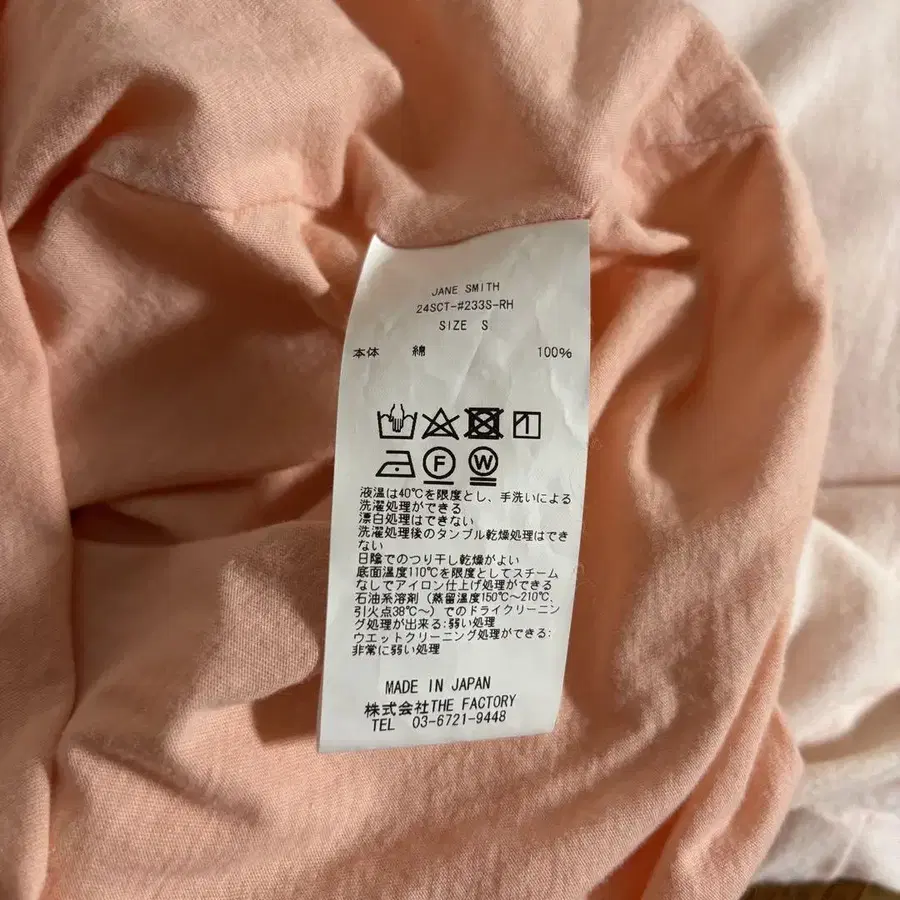 JANE SMITH
24SCT-#233S-RH
SIZE S
本体 綿 100%
F W
液温は40℃を限度とし、手洗いによる
洗濯処理ができる
漂白処理はできない
洗濯処理後のタンブル乾燥処理はでき
ない
日陰でのつり干し乾燥がよい
底面温度110℃を限度としてスチーム
なしでアイロン仕上げ処理ができる
石油系溶剤（蒸留温度150℃～210℃、
引火点38℃～）でのドライクリーニン
グ処理が出来る:弱い処理
ウエットクリーニング処理ができる:
非常に弱い処理
MADE IN JAPAN
株式会社THE FACTORY
TEL 03-6721-9448